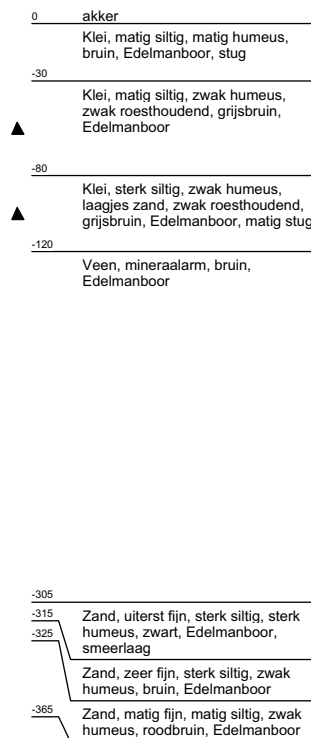 0 akker
Klei, matig siltig, matig humeus,
bruin, Edelmanboor, stug
-30
Klei, matig siltig, zwak humeus,
zwak roesthoudend, grijsbruin,
Edelmanboor
-80
Klei, sterk siltig, zwak humeus,
laagjes zand, zwak roesthoudend,
grijsbruin, Edelmanboor, matig stug
-120
Veen, mineraalarm, bruin,
Edelmanboor
-305
-315
Zand, uiterst fijn, sterk siltig, sterk
humeus, zwart, Edelmanboor,
smeerlaag
-325
Zand, zeer fijn, sterk siltig, zwak
humeus, bruin, Edelmanboor
-365
Zand, matig fijn, matig siltig, zwak
humeus, roodbruin, Edelmanboor